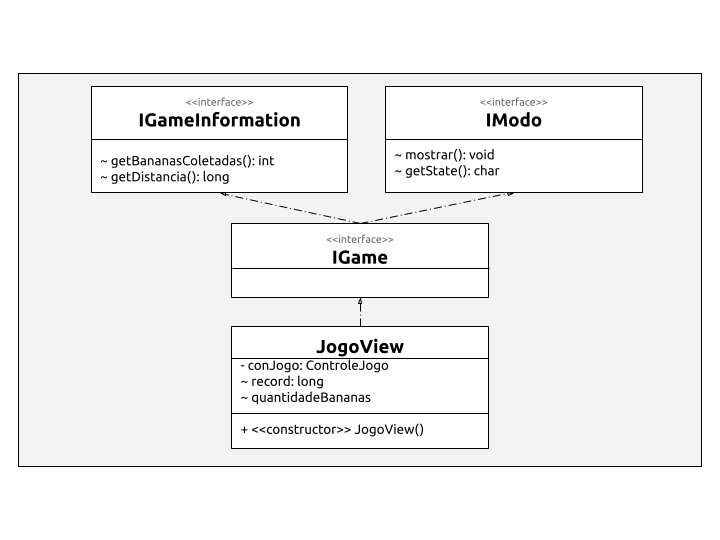 <<interface>>
IGameInformation
~ getBananasColetadas(): int
~ getDistancia(): long
<<interface>>
IModo
~ mostrar(): void
~ getState(): char
<<interface>>
IGame
JogoView
- conJogo: ControleJogo
~ record: long
~ quantidadeBananas
+ <<constructor>> JogoView()